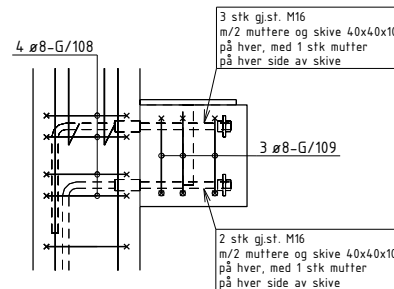 3 stk gj.st. M16
m/2 muttere og skive 40x40x10
på hver, med 1 stk mutter
på hver side av skive
4 ø8-G/108
3 ø8-G/109
2 stk gj.st. M16
m/2 muttere og skive 40x40x10
på hver, med 1 stk mutter
på hver side av skive